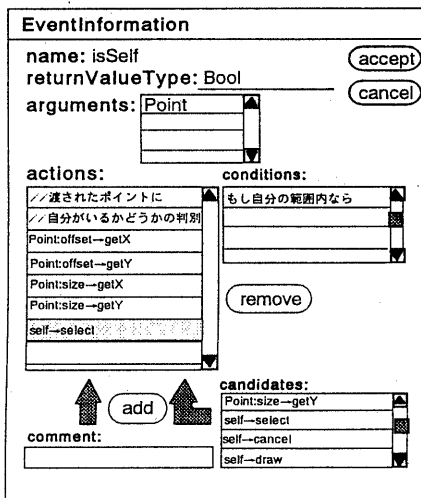 EventInformation
name: isSelf
returnValueType: Bool
accept
cancel
arguments: Point
actions:
//渡されたポイントに
//自分がいるかどうかの判別
Point:offset→getX
Point:offset→getY
Point:size→getX
Point:size→getY
self→select
conditions:
もし自分の範囲内なら
remove
add
candidates:
Point:size→getY
self→select
self→cancel
self→draw
comment: